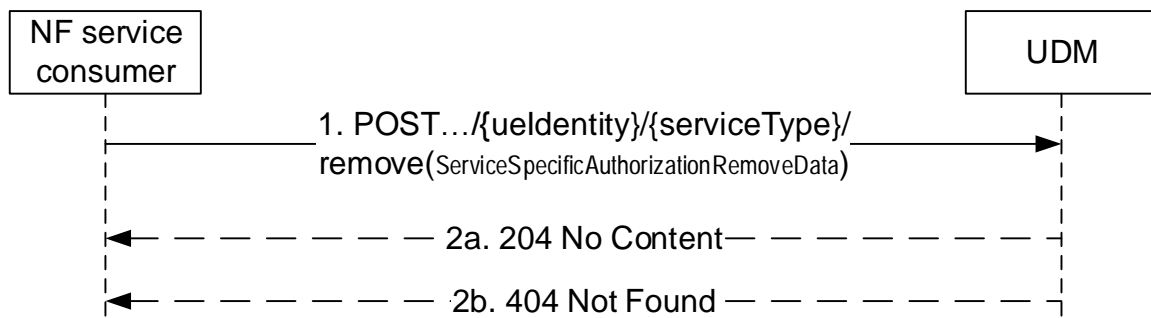 NF service
consumer
UDM
1. POST…/{ueIdentity}/{serviceType}/
remove(ServiceSpecificAuthorizationRemoveData)
2a. 204 No Content
2b. 404 Not Found